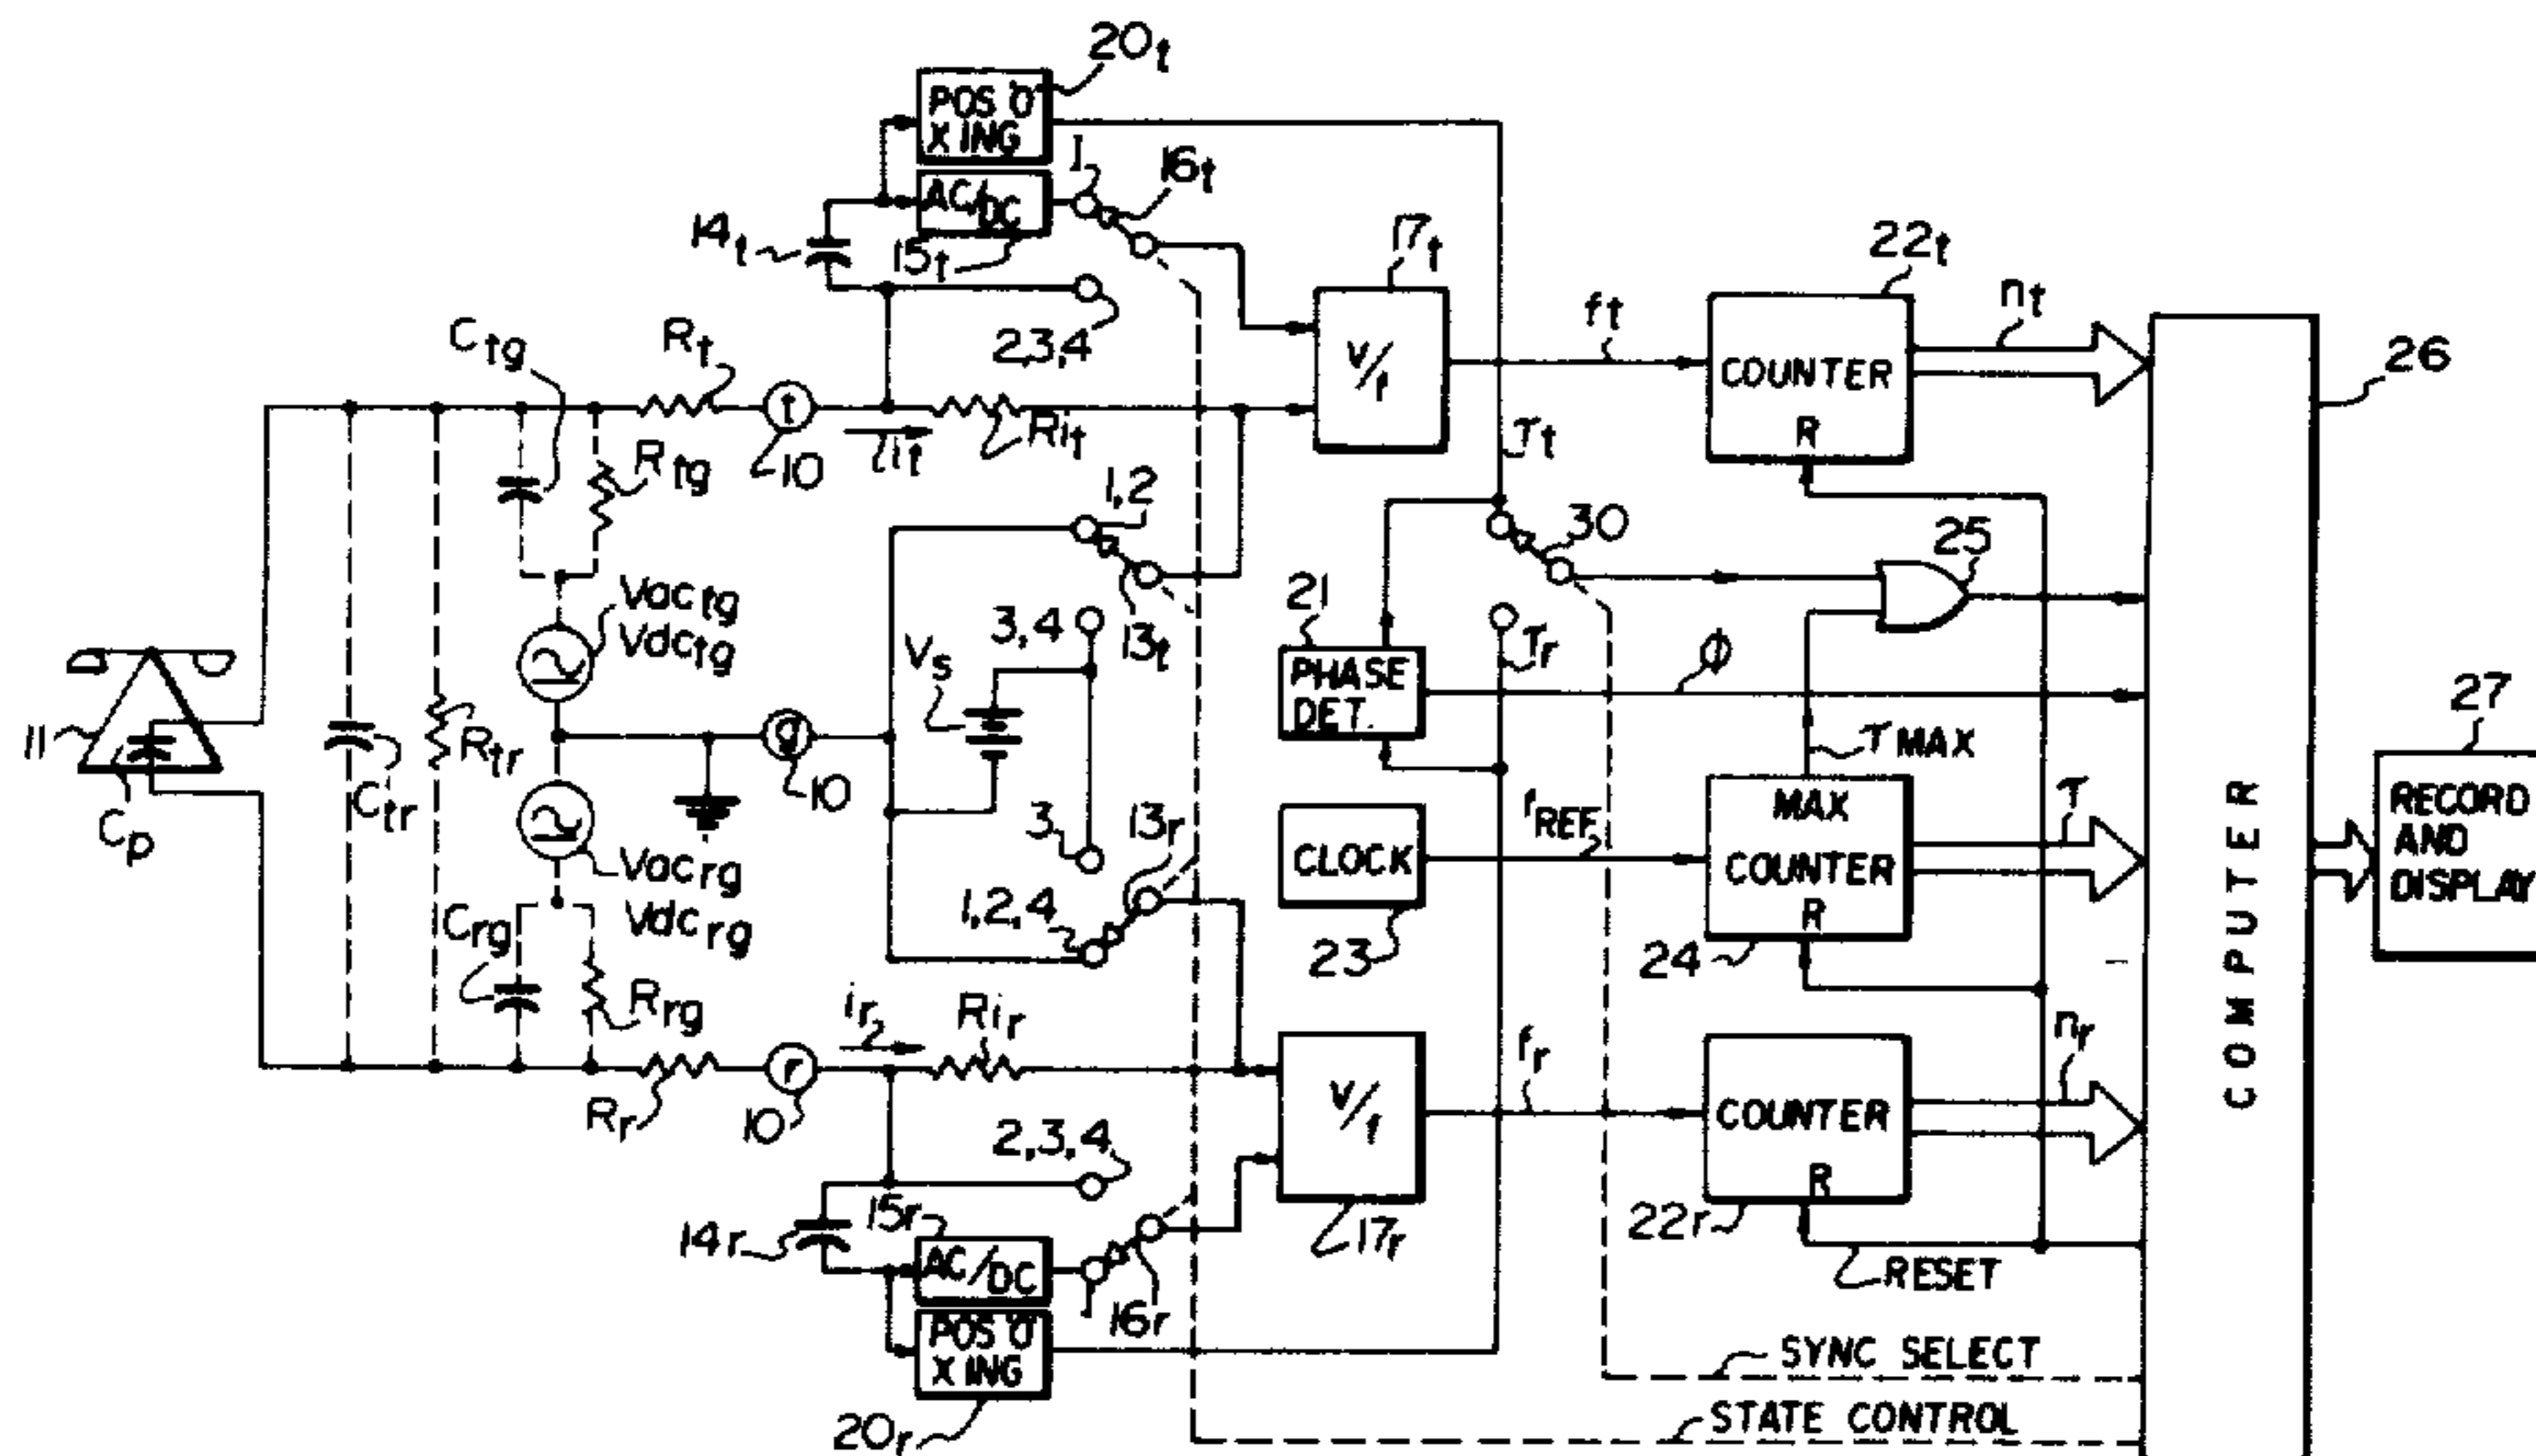 20t
POS 0
X ING
1
16t
AC/DC
14t
15t
17t
22t
nt
Ctg
Rt
2,3,4
V/f
ft
COUNTER
R
26
t
it
Rit
10
Rtg
Tt
1,2
30
25
Vactg
Vdctg
3,4
13t
21
Vs
Tr
PHASE
DET.
ϕ
27
11
Rtr
g
10
T MAX
Cp
Ctr
3
13r
fREF
MAX
COUNTER
R
T
RECORD
AND
DISPLAY
CLOCK
Vacrg
Vdcrg
1,2,4
Crg
23
24
COMPUTER
Rrg
ir
Rir
fr
nr
r
V/f
COUNTER
R
Rr
10
2,3,4
15r
17r
22r
14r
AC/DC
1
16r
RESET
POS 0
X ING
SYNC SELECT
20r
STATE CONTROL